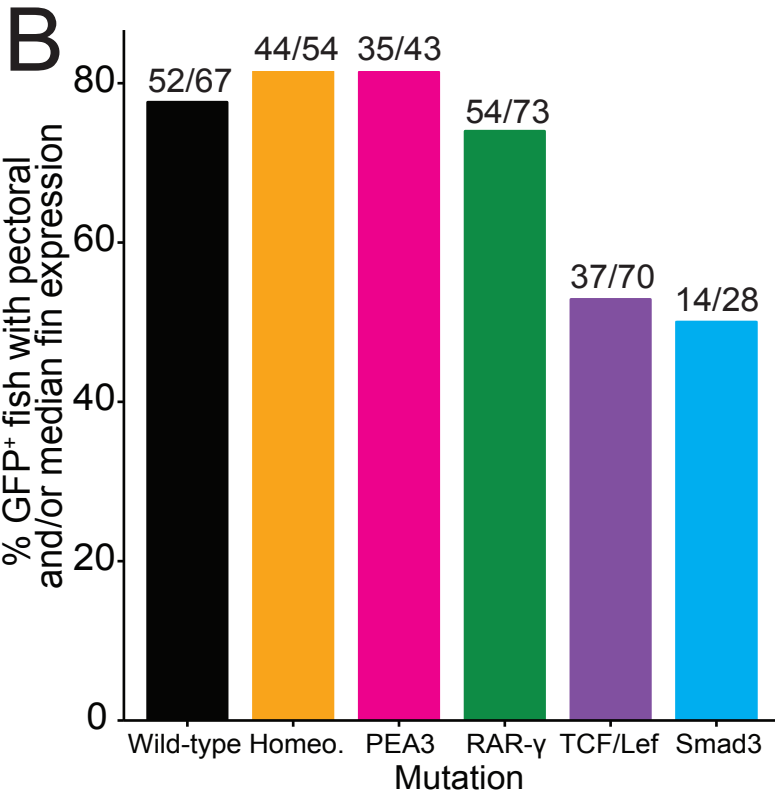 B
% GFP⁺ fish with pectoral
and/or median fin expression
80
60
40
20
0
52/67
44/54
35/43
54/73
37/70
14/28
Wild-type
Homeo.
PEA3
RAR-γ
TCF/Lef
Smad3
Mutation